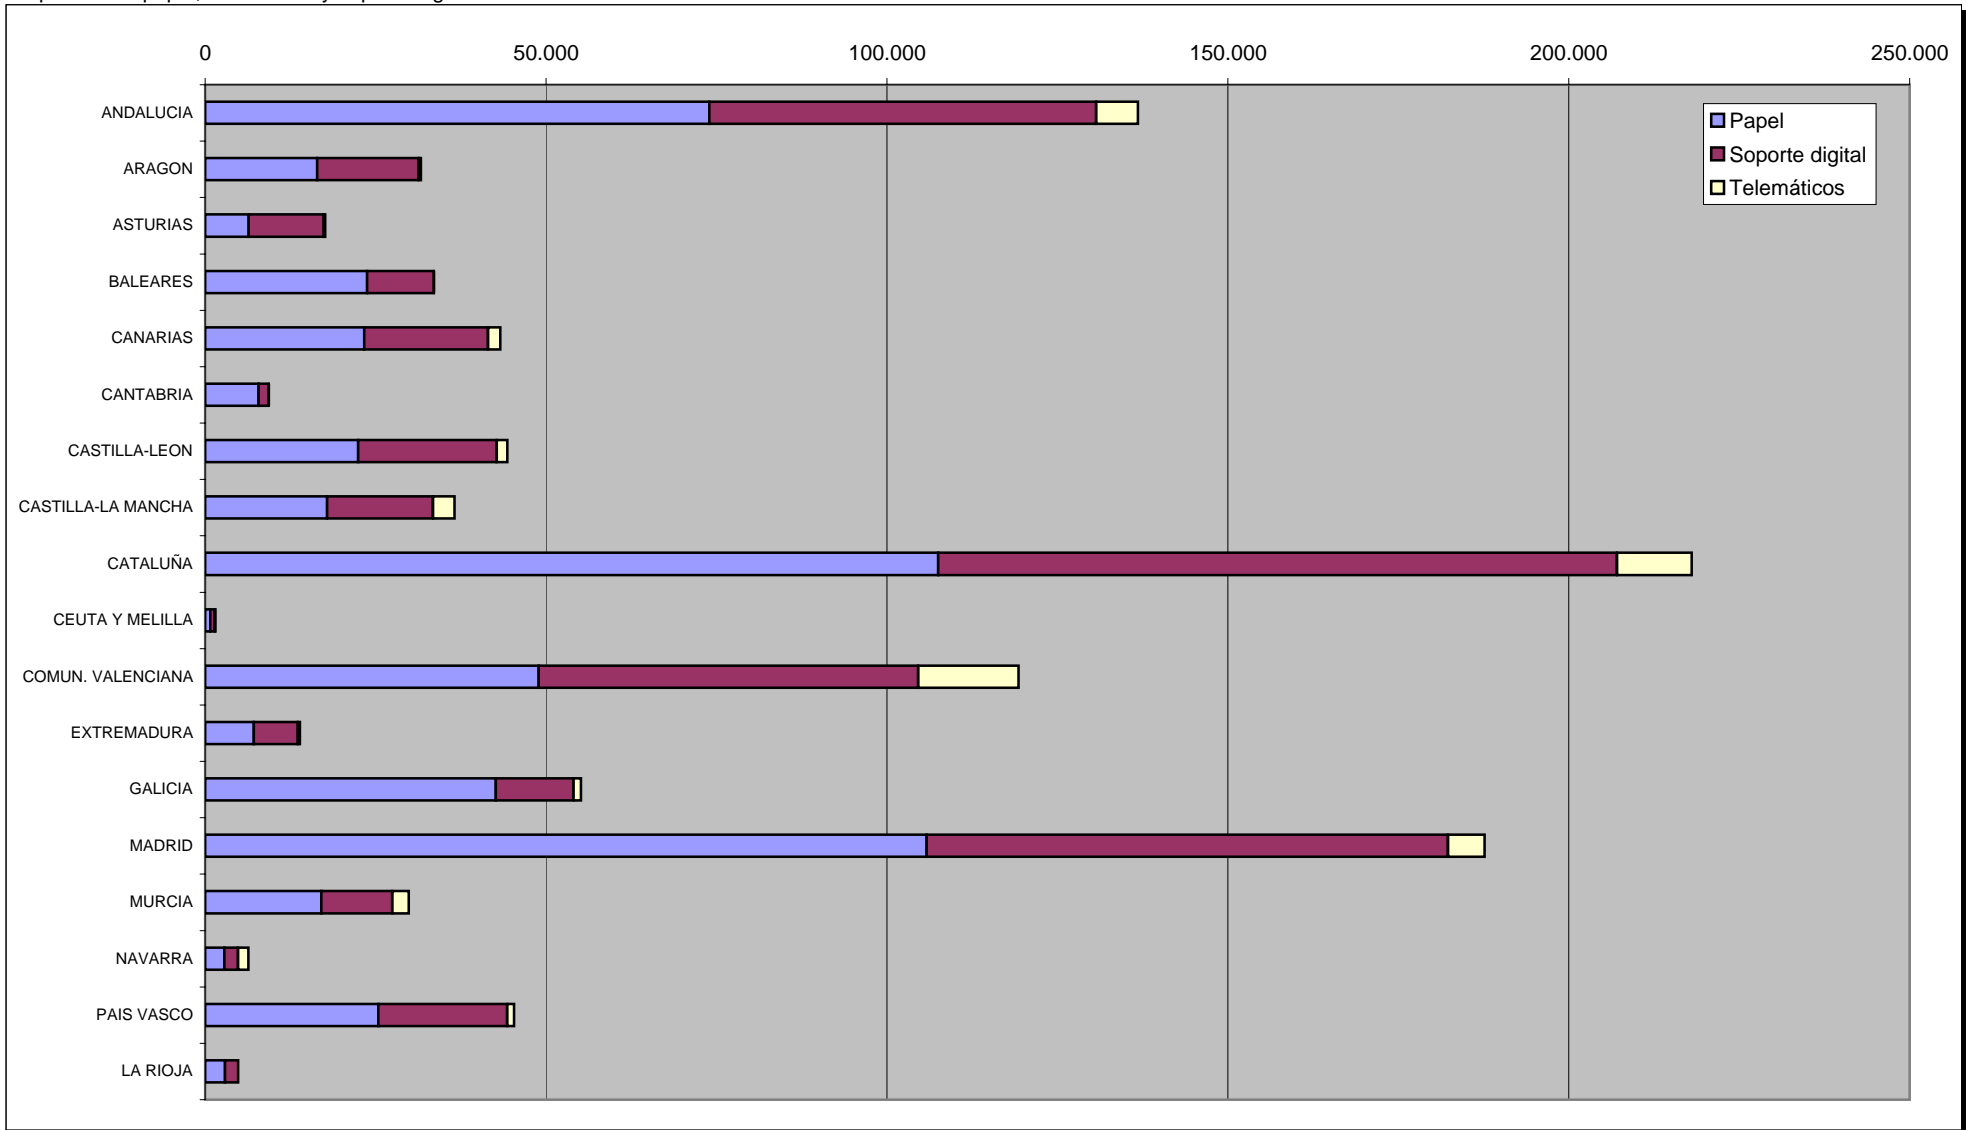 0 50.000 100.000 150.000 200.000 250.000
ANDALUCIA
Papel
Soporte digital
Telemáticos
ARAGON
ASTURIAS
BALEARES
CANARIAS
CANTABRIA
CASTILLA-LEON
CASTILLA-LA MANCHA
CATALUÑA
CEUTA Y MELILLA
COMUN. VALENCIANA
EXTREMADURA
GALICIA
MADRID
MURCIA
NAVARRA
PAIS VASCO
LA RIOJA